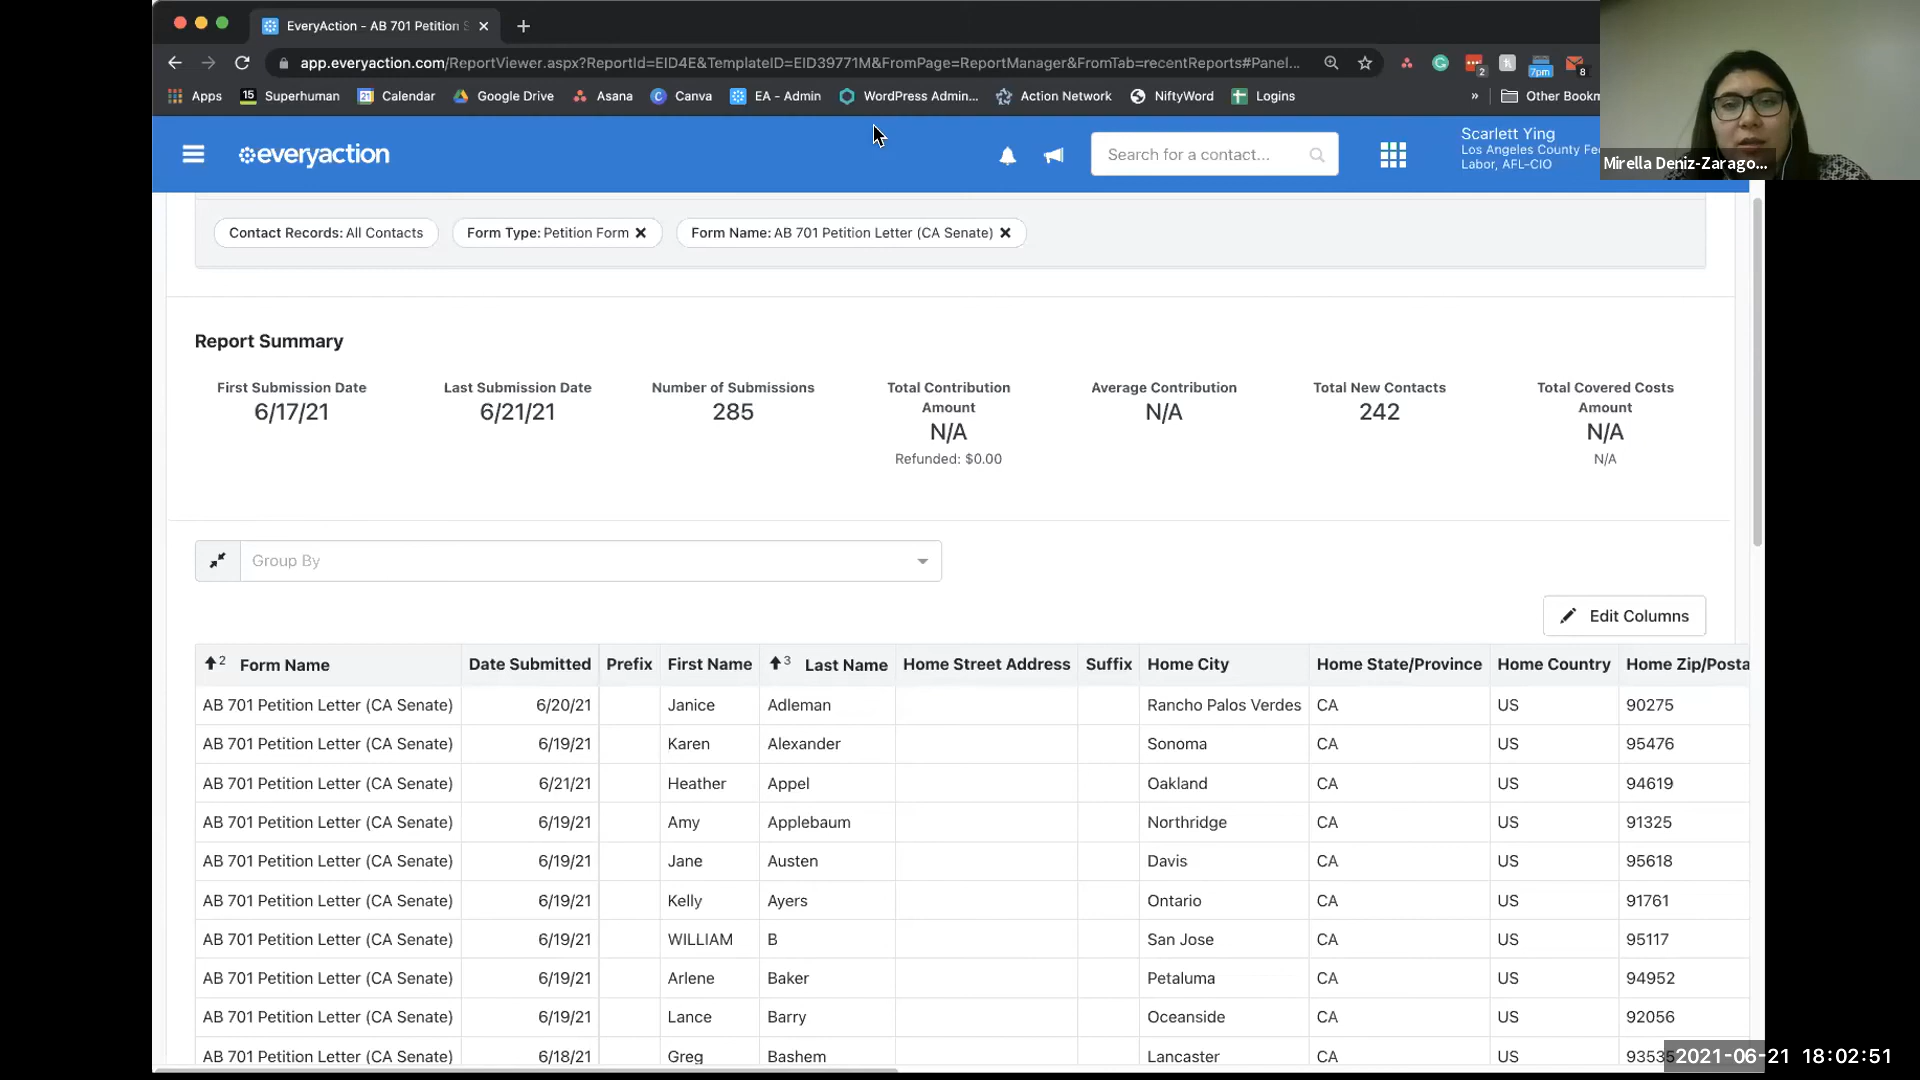 EveryAction - AB 701 Petition S
app.everyaction.com/ReportViewer.aspx?ReportId=EID4E&TemplateID=EID39771M&FromPage=ReportManager&FromTab=recentReports#Panel...
2 7pm 8
Apps 15 Superhuman 21 Calendar Google Drive Asana Canva EA - Admin WordPress Admin... Action Network NiftyWord Logins » Other Bookm
everyaction
Search for a contact...
Scarlett Ying
Los Angeles County Fe
Labor, AFL-CIO
Mirella Deniz-Zarago...
Contact Records: All Contacts Form Type: Petition Form Form Name: AB 701 Petition Letter (CA Senate)
Report Summary
First Submission Date
6/17/21
Last Submission Date
6/21/21
Number of Submissions
285
Total Contribution
Amount
N/A
Refunded: $0.00
Average Contribution
N/A
Total New Contacts
242
Total Covered Costs
Amount
N/A
N/A
Group By
Edit Columns
2 Form Name Date Submitted Prefix First Name 3 Last Name Home Street Address Suffix Home City Home State/Province Home Country Home Zip/Posta
AB 701 Petition Letter (CA Senate) 6/20/21 Janice Adleman Rancho Palos Verdes CA US 90275
AB 701 Petition Letter (CA Senate) 6/19/21 Karen Alexander Sonoma CA US 95476
AB 701 Petition Letter (CA Senate) 6/21/21 Heather Appel Oakland CA US 94619
AB 701 Petition Letter (CA Senate) 6/19/21 Amy Applebaum Northridge CA US 91325
AB 701 Petition Letter (CA Senate) 6/19/21 Jane Austen Davis CA US 95618
AB 701 Petition Letter (CA Senate) 6/19/21 Kelly Ayers Ontario CA US 91761
AB 701 Petition Letter (CA Senate) 6/19/21 WILLIAM B San Jose CA US 95117
AB 701 Petition Letter (CA Senate) 6/19/21 Arlene Baker Petaluma CA US 94952
AB 701 Petition Letter (CA Senate) 6/19/21 Lance Barry Oceanside CA US 92056
AB 701 Petition Letter (CA Senate) 6/18/21 Greg Bashem Lancaster CA US 93535
2021-06-21 18:02:51